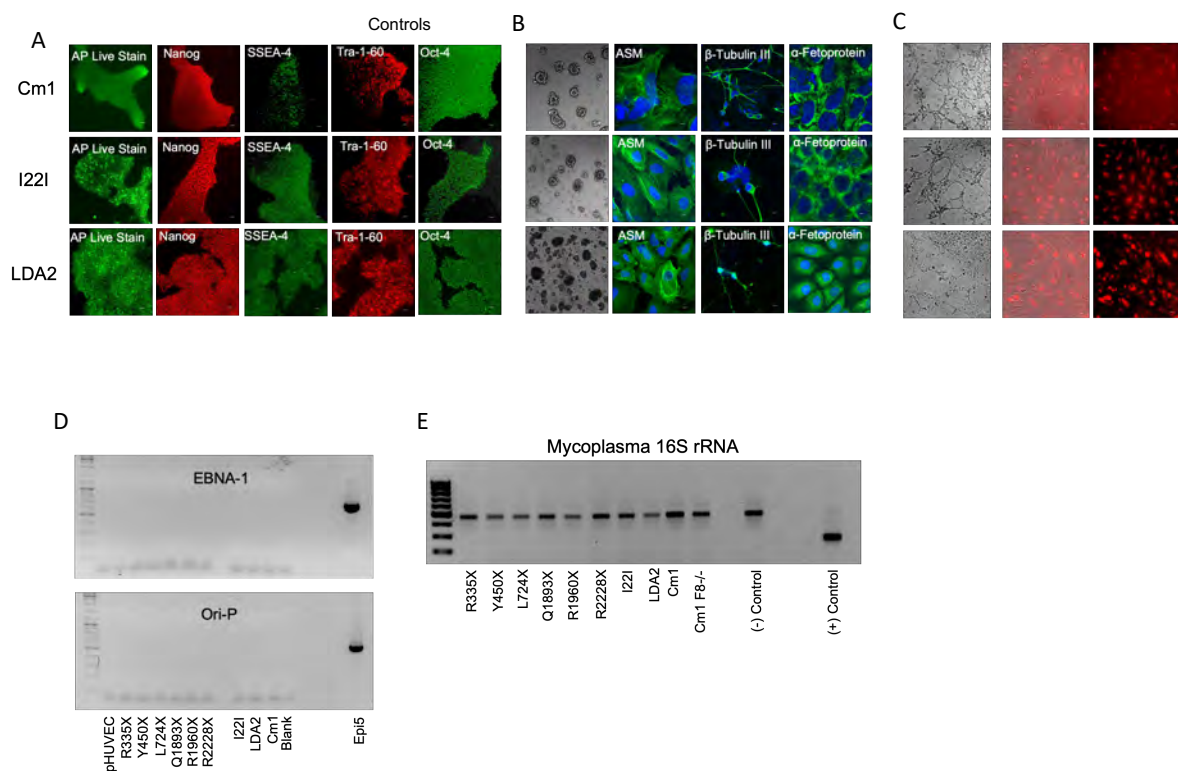 Controls
A
B
C
AP Live Stain Nanog SSEA-4 Tra-1-60 Oct-4
ASM β-Tubulin III α-Fetoprotein
Cm1
AP Live Stain Nanog SSEA-4 Tra-1-60 Oct-4
ASM β-Tubulin III α-Fetoprotein
I22I
AP Live Stain Nanog SSEA-4 Tra-1-60 Oct-4
ASM β-Tubulin III α-Fetoprotein
LDA2
D
EBNA-1
Ori-P
pHUVEC
R335X
Y450X
L724X
Q1893X
R1960X
R2228X
I22I
LDA2
Cm1
Blank
Epi5
E
Mycoplasma 16S rRNA
R335X
Y450X
L724X
Q1893X
R1960X
R2228X
I22I
LDA2
Cm1
Cm1 F8-/-
(-) Control
(+) Control